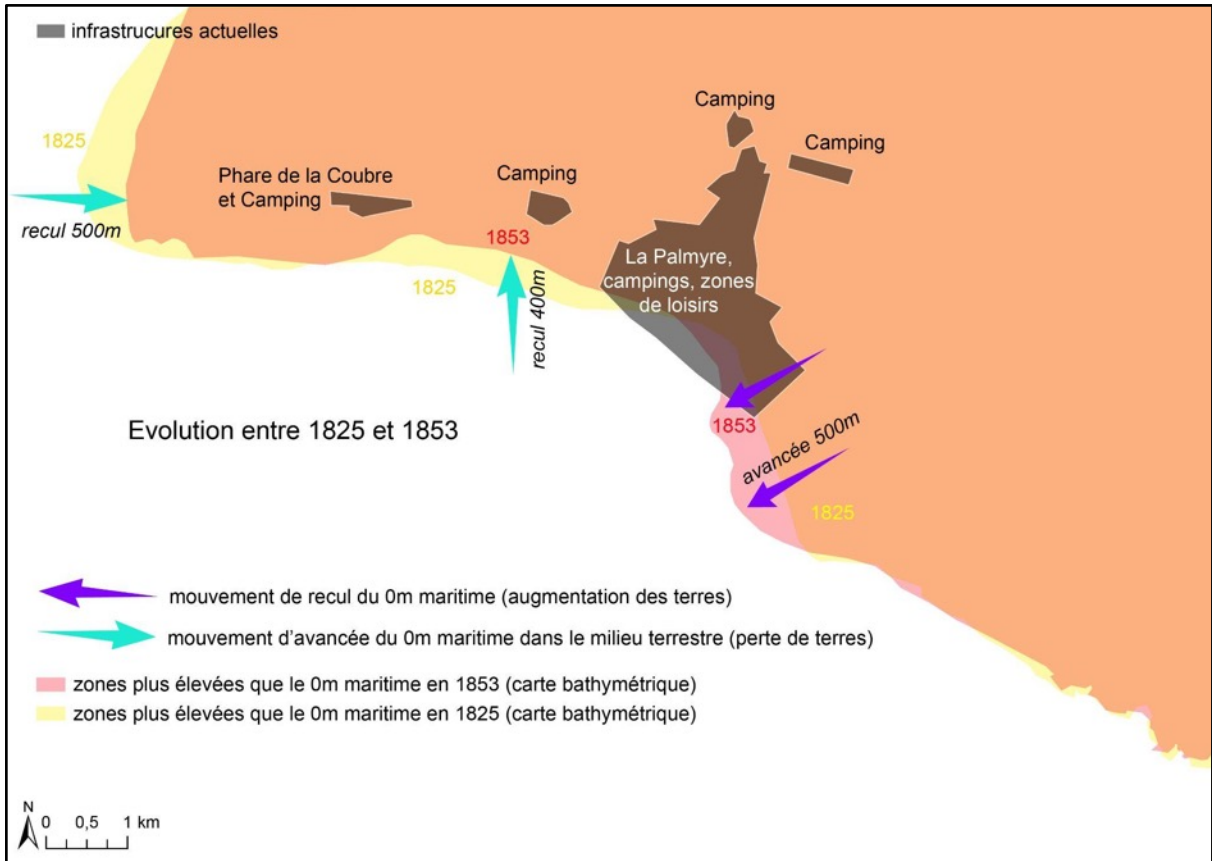 infrastrucures actuelles
Camping
1825
Camping
Phare de la Coubre
et Camping
Camping
recul 500m
1853
La Palmyre,
campings, zones
de loisirs
1825
recul 400m
Evolution entre 1825 et 1853
1853
avancée 500m
1825
mouvement de recul du 0m maritime (augmentation des terres)
mouvement d'avancée du 0m maritime dans le milieu terrestre (perte de terres)
zones plus élevées que le 0m maritime en 1853 (carte bathymétrique)
zones plus élevées que le 0m maritime en 1825 (carte bathymétrique)
N
0 0,5 1 km